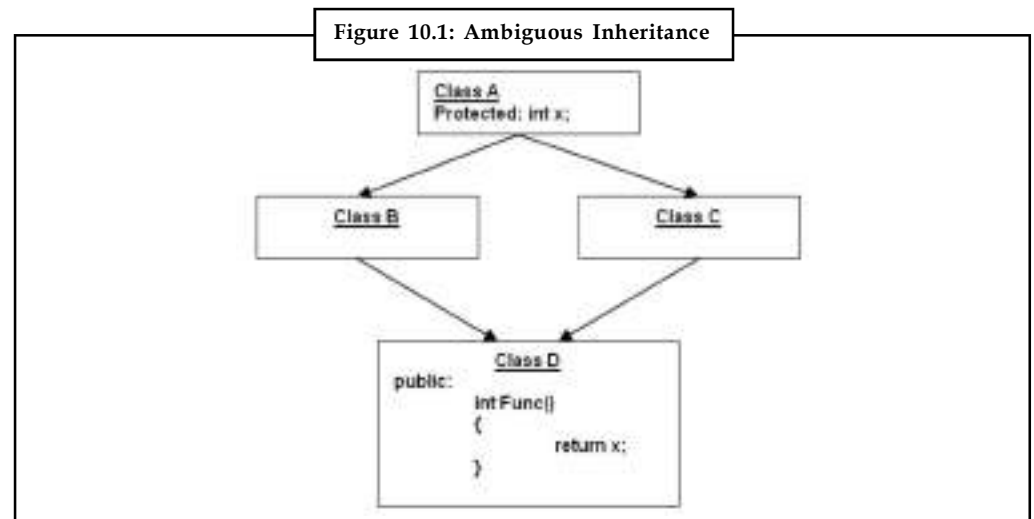 Figure 10.1: Ambiguous Inheritance
Class A
Protected: int x;
Class B
Class C
Class D
public:
int Func()
{
return x;
}